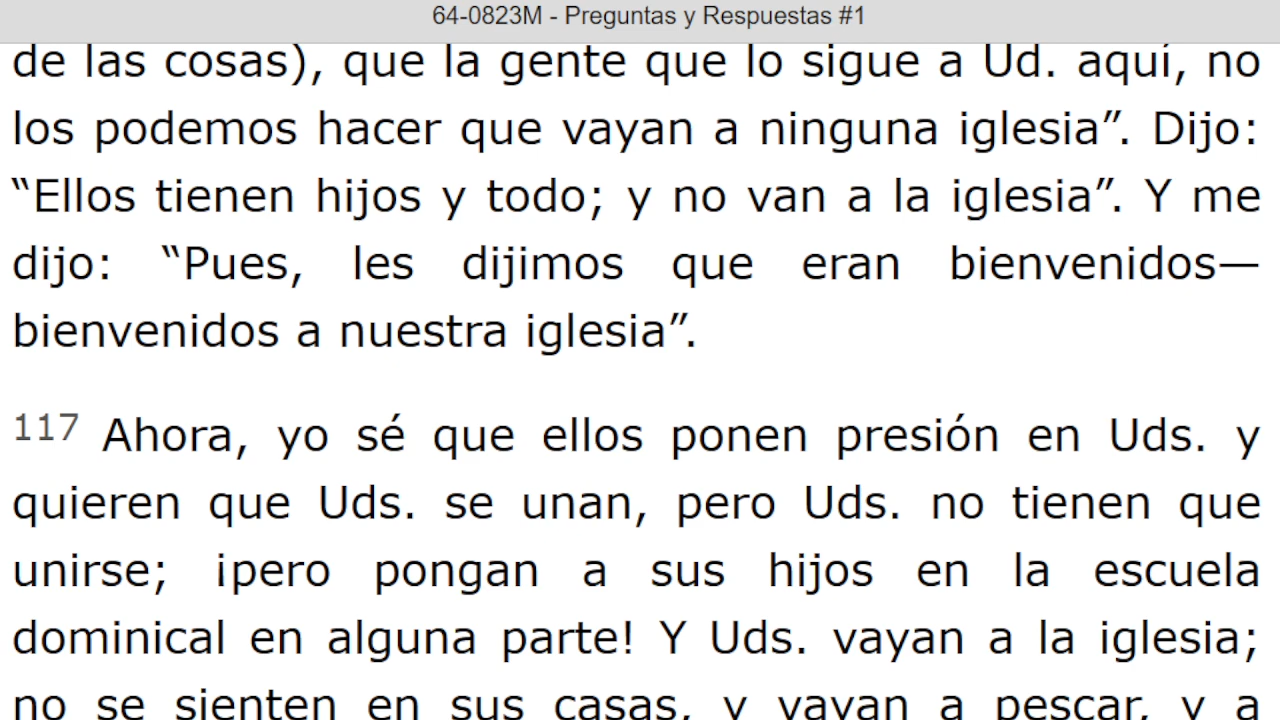 64-0823M - Preguntas y Respuestas #1
de las cosas), que la gente que lo sigue a Ud. aquí, no
los podemos hacer que vayan a ninguna iglesia”. Dijo:
“Ellos tienen hijos y todo; y no van a la iglesia”. Y me
dijo: “Pues, les dijimos que eran bienvenidos—
bienvenidos a nuestra iglesia”.
117 Ahora, yo sé que ellos ponen presión en Uds. y
quieren que Uds. se unan, pero Uds. no tienen que
unirse; ¡pero pongan a sus hijos en la escuela
dominical en alguna parte! Y Uds. vayan a la iglesia;
no se sienten en sus casas, y vayan a pescar, y a